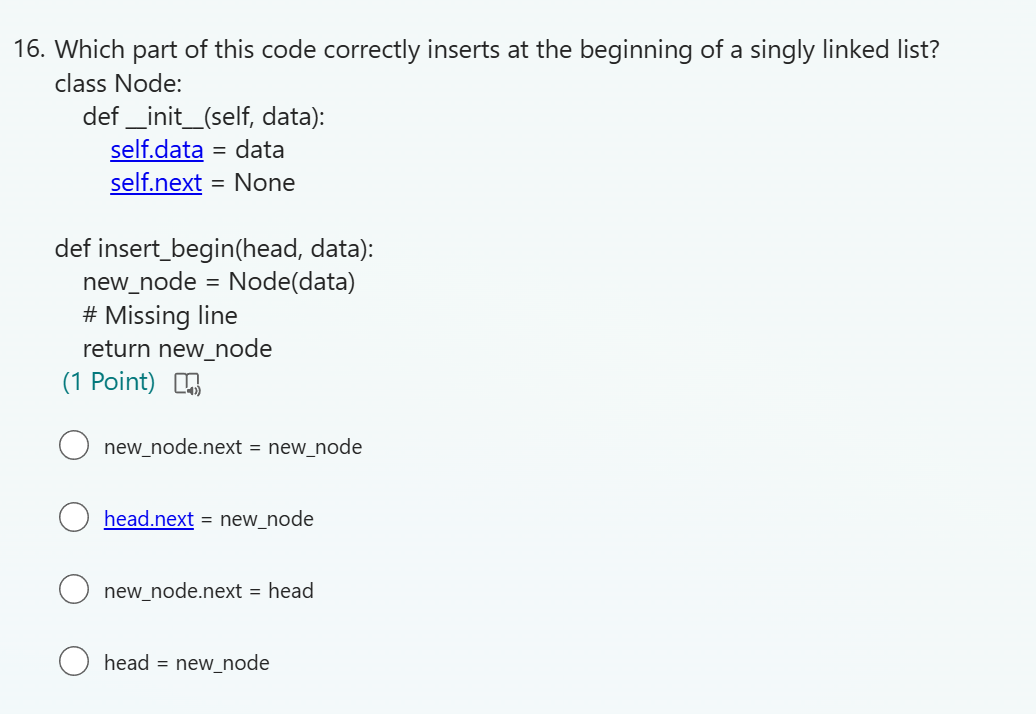 16. Which part of this code correctly inserts at the beginning of a singly linked list?
class Node:
def __init__(self, data):
self.data = data
self.next = None
def insert_begin(head, data):
new_node = Node(data)
# Missing line
return new_node
(1 Point)
new_node.next = new_node
head.next = new_node
new_node.next = head
head = new_node